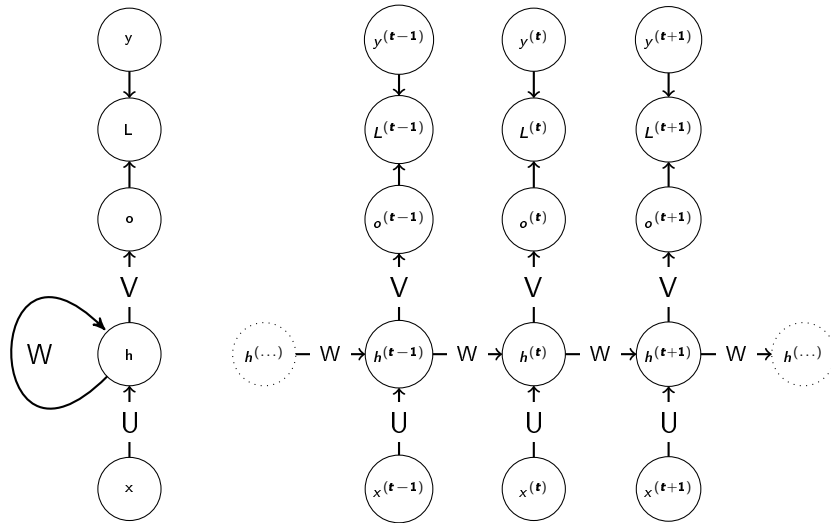 y y^(t−1) y^(t) y^(t+1)
L L^(t−1) L^(t) L^(t+1)
o o^(t−1) o^(t) o^(t+1)
V V V V
W h h^(...) W h^(t−1) W h^(t) W h^(t+1) W h^(...)
U U U U
x x^(t−1) x^(t) x^(t+1)